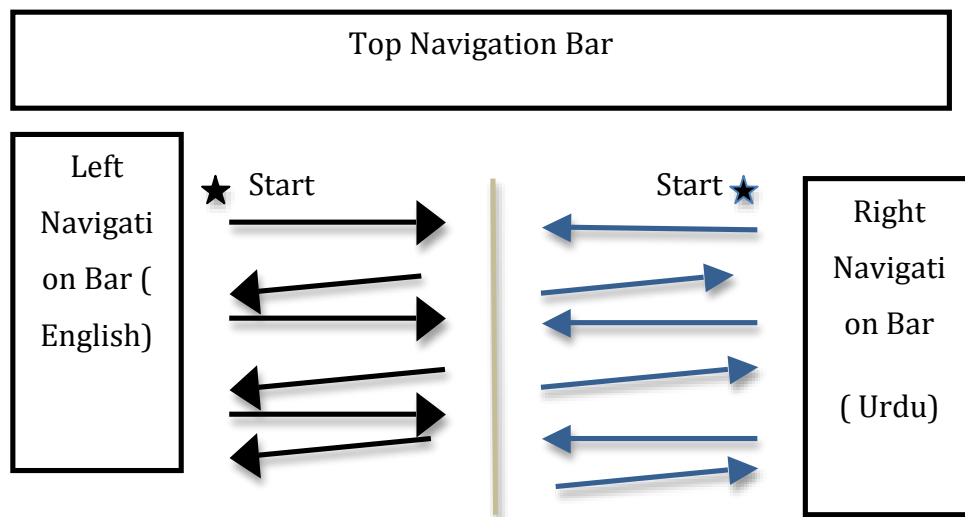 Top Navigation Bar
Left
Navigati
on Bar (
English)
Start
Start
Right
Navigati
on Bar
( Urdu)